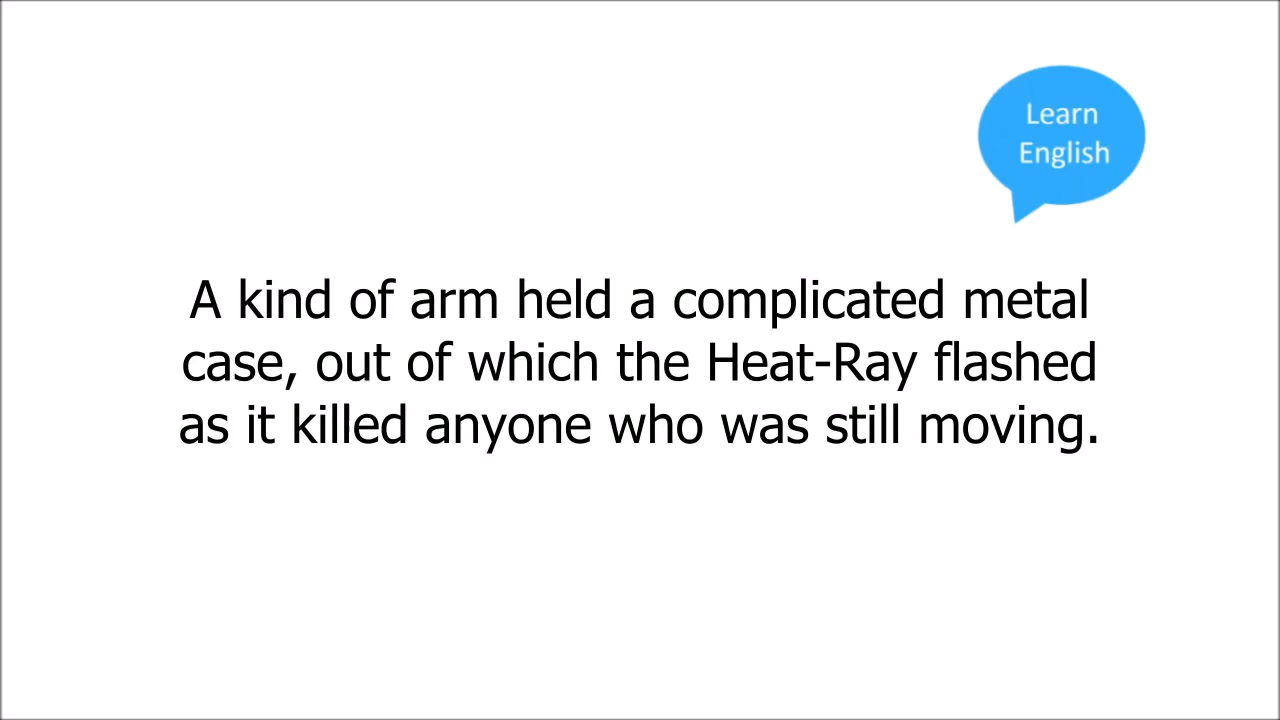 Learn
English
A kind of arm held a complicated metal
case, out of which the Heat-Ray flashed
as it killed anyone who was still moving.